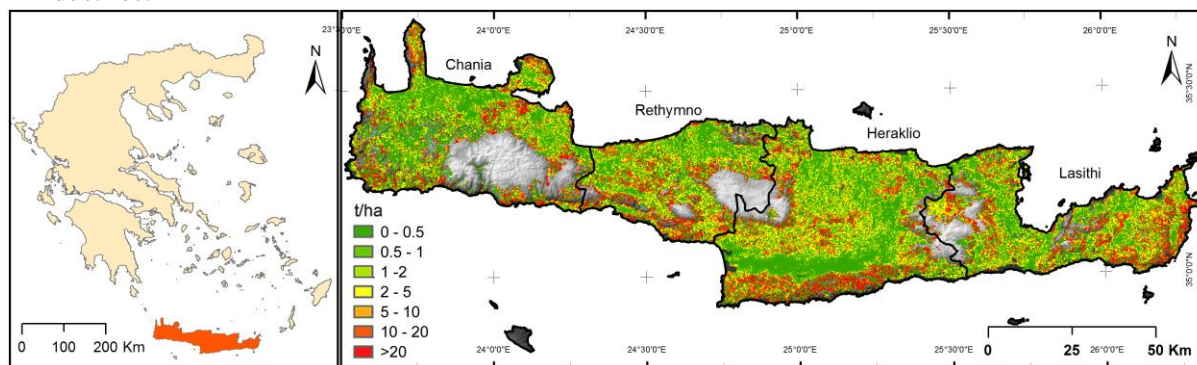 23°30'0"E
24°0'0"E
24°30'0"E
25°0'0"E
25°30'0"E
26°0'0"E
N
N
Chania
Rethymno
Heraklio
Lasithi
35°30'0"N
35°0'0"N
t/ha
0 - 0.5
0.5 - 1
1 - 2
2 - 5
5 - 10
10 - 20
>20
0 100 200 Km
0 25 50 Km
24°0'0"E
24°30'0"E
25°0'0"E
25°30'0"E
26°0'0"E